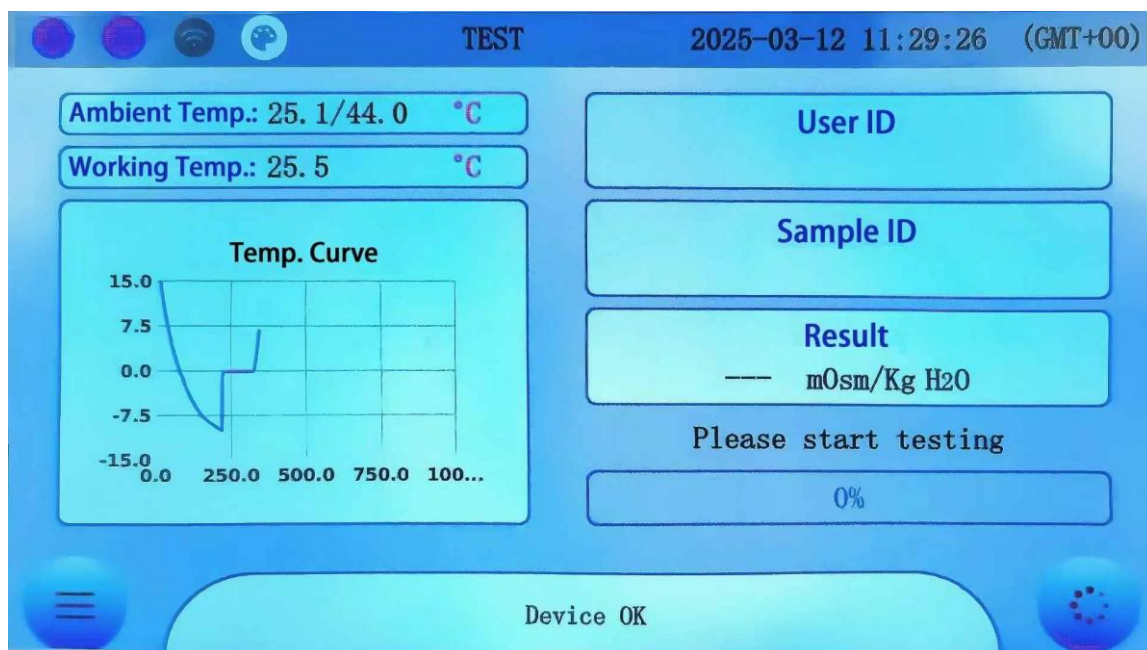 TEST
2025-03-12 11:29:26 (GMT+00)
Ambient Temp.: 25.1/44.0 °C
Working Temp.: 25.5 °C
Temp. Curve
15.0
7.5
0.0
-7.5
-15.0
0.0 250.0 500.0 750.0 100...
User ID
Sample ID
Result
--- mOsm/Kg H2O
Please start testing
0%
Device OK